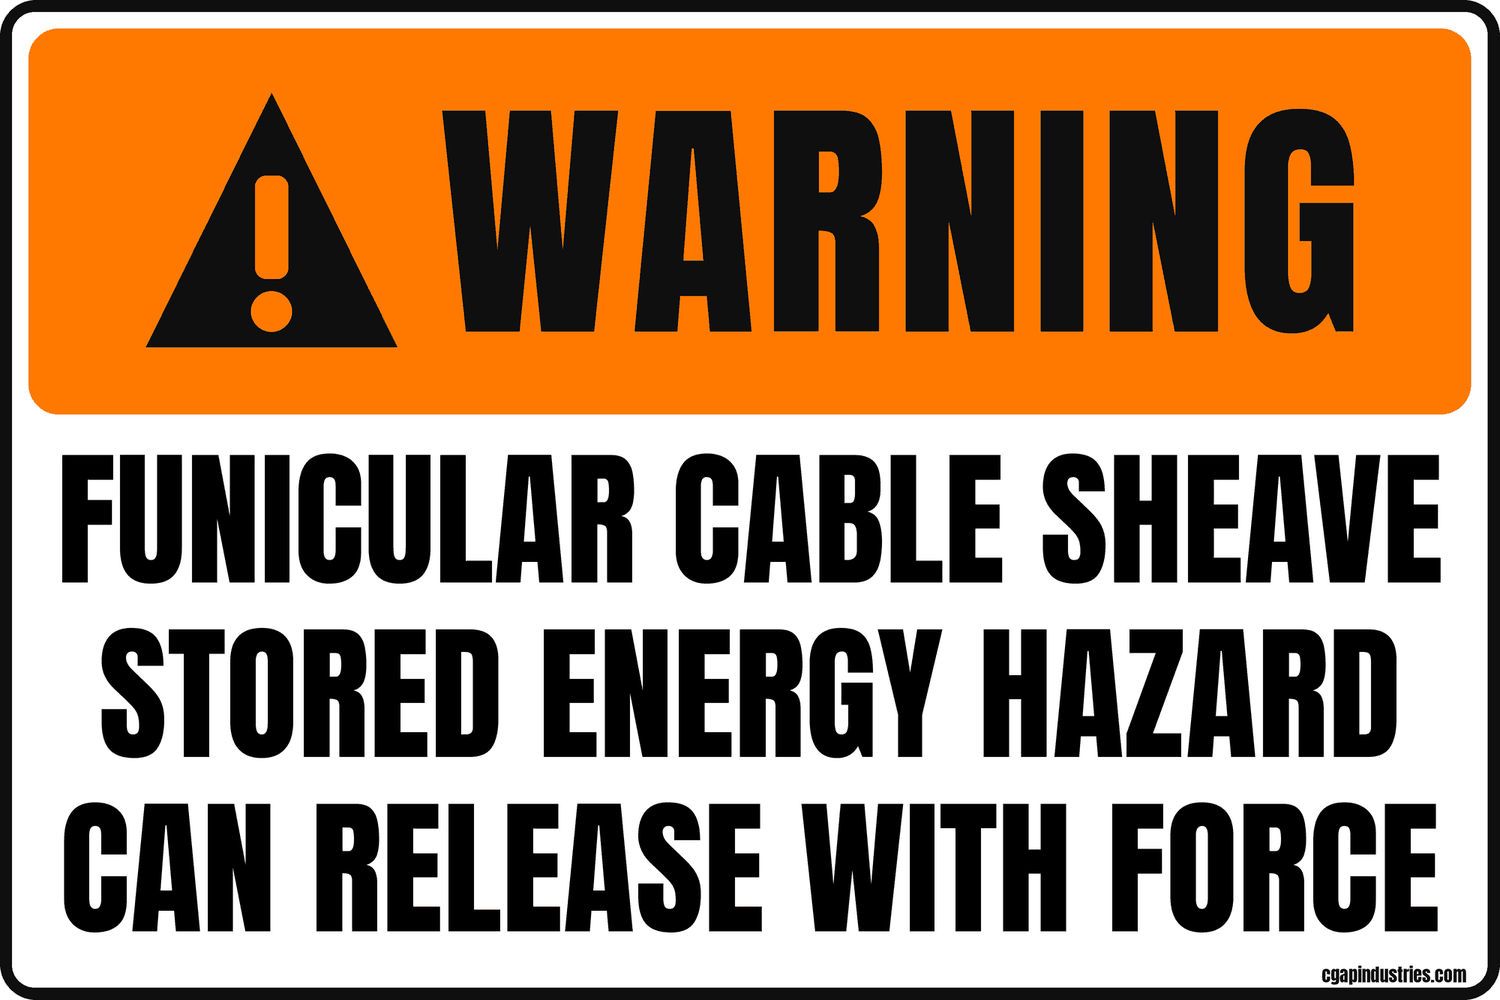 WARNING
FUNICULAR CABLE SHEAVE
STORED ENERGY HAZARD
CAN RELEASE WITH FORCE
cgapindustries.com